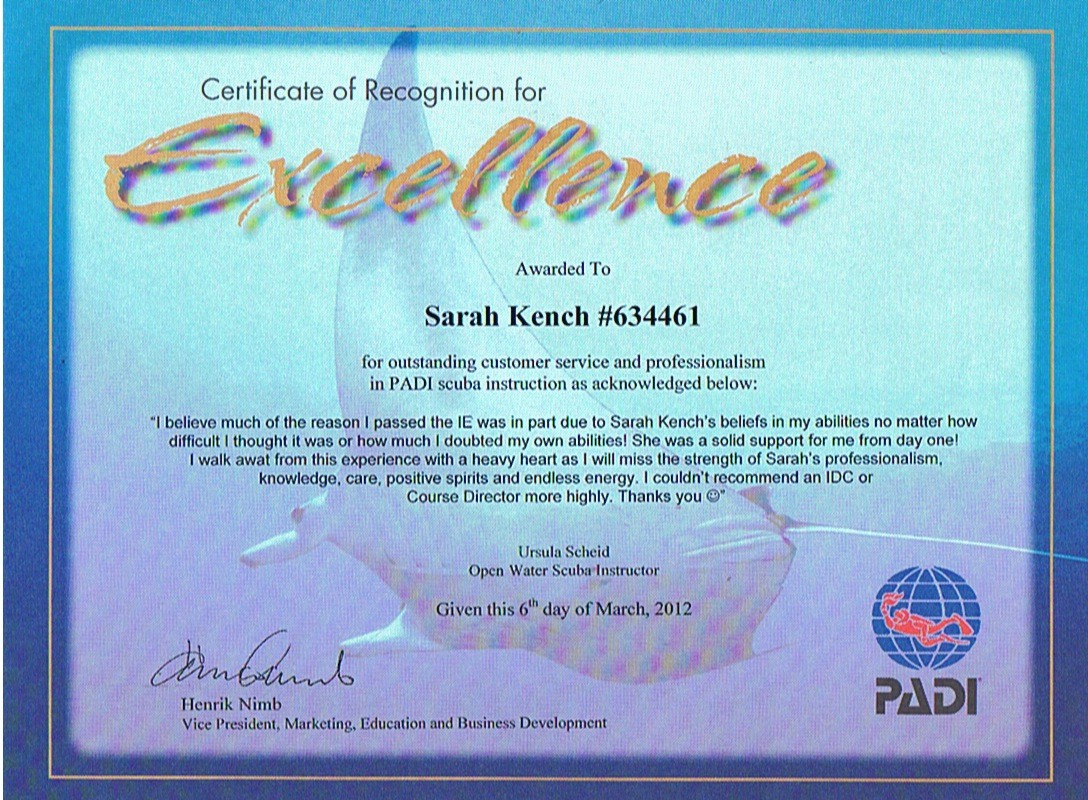 Certificate of Recognition for
Excellence
Awarded To
Sarah Kench #634461
for outstanding customer service and professionalism
in PADI scuba instruction as acknowledged below:
“I believe much of the reason I passed the IE was in part due to Sarah Kench's beliefs in my abilities no matter how
difficult I thought it was or how much I doubted my own abilities! She was a solid support for me from day one!
I walk awat from this experience with a heavy heart as I will miss the strength of Sarah's professionalism,
knowledge, care, positive spirits and endless energy. I couldn't recommend an IDC or
Course Director more highly. Thanks you ☺”
Ursula Scheid
Open Water Scuba Instructor
Given this 6th day of March, 2012
Henrik Nimb
Vice President, Marketing, Education and Business Development
PADI